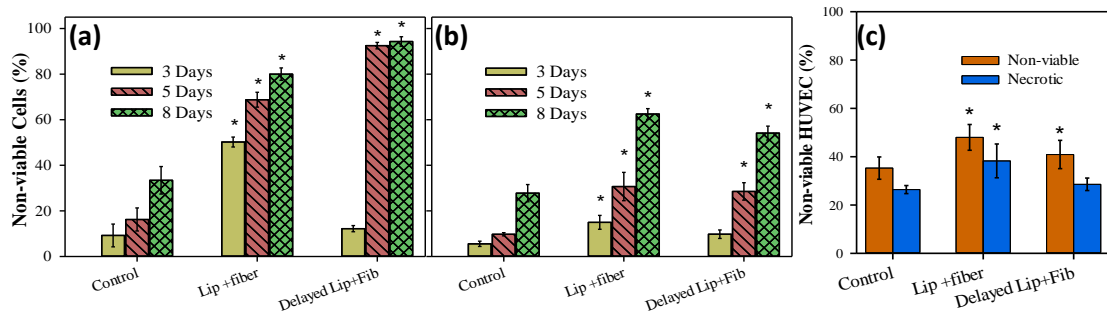 (a)
Non-viable Cells (%)
100
80
60
40
20
0
3 Days
5 Days
8 Days
* * *
* *
Control
Lip +fiber
Delayed Lip+Fib
(b)
3 Days
5 Days
8 Days
* * *
* *
Control
Lip +fiber
Delayed Lip+Fib
(c)
Non-viable HUVEC (%)
100
80
60
40
20
0
Non-viable
Necrotic
* *
*
Control
Lip +fiber
Delayed Lip+Fib